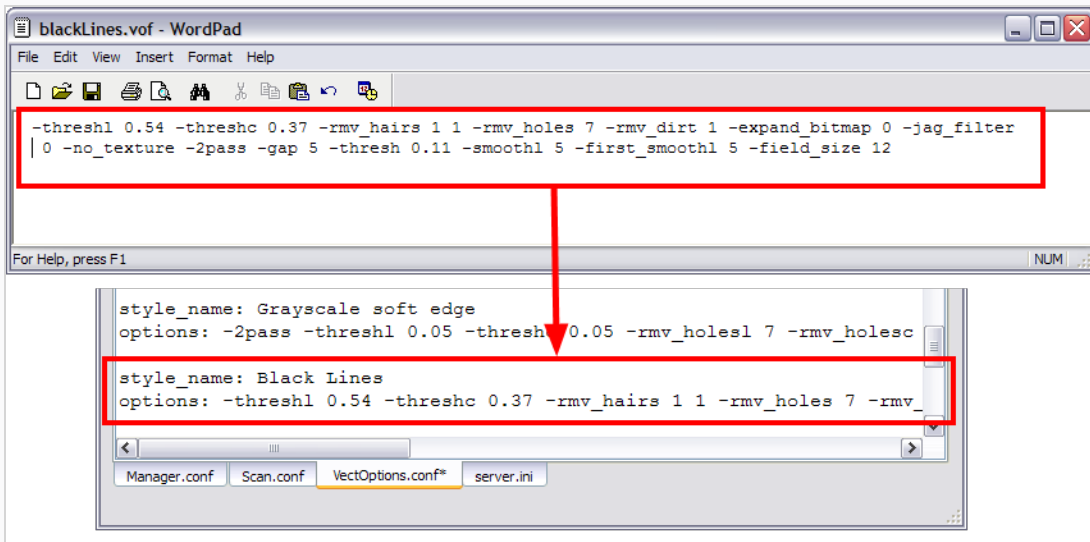 blackLines.vof - WordPad
File Edit View Insert Format Help
-threshl 0.54 -threshc 0.37 -rmv_hairs 1 1 -rmv_holes 7 -rmv_dirt 1 -expand_bitmap 0 -jag_filter
0 -no_texture -2pass -gap 5 -thresh 0.11 -smoothl 5 -first_smoothl 5 -field_size 12
For Help, press F1 NUM
style_name: Grayscale soft edge
options: -2pass -threshl 0.05 -thresh 0.05 -rmv_holesl 7 -rmv_holesc
style_name: Black Lines
options: -threshl 0.54 -threshc 0.37 -rmv_hairs 1 1 -rmv_holes 7 -rmv_
Manager.conf Scan.conf VectOptions.conf* server.ini